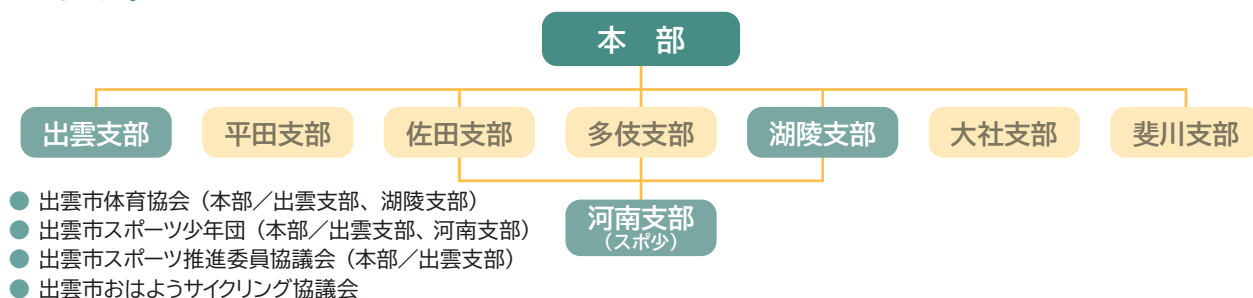 本 部
出雲支部 平田支部 佐田支部 多伎支部 湖陵支部 大社支部 斐川支部
河南支部
（スポ少）
● 出雲市体育協会（本部／出雲支部、湖陵支部）
● 出雲市スポーツ少年団（本部／出雲支部、河南支部）
● 出雲市スポーツ推進委員協議会（本部／出雲支部）
● 出雲市おはようサイクリング協議会